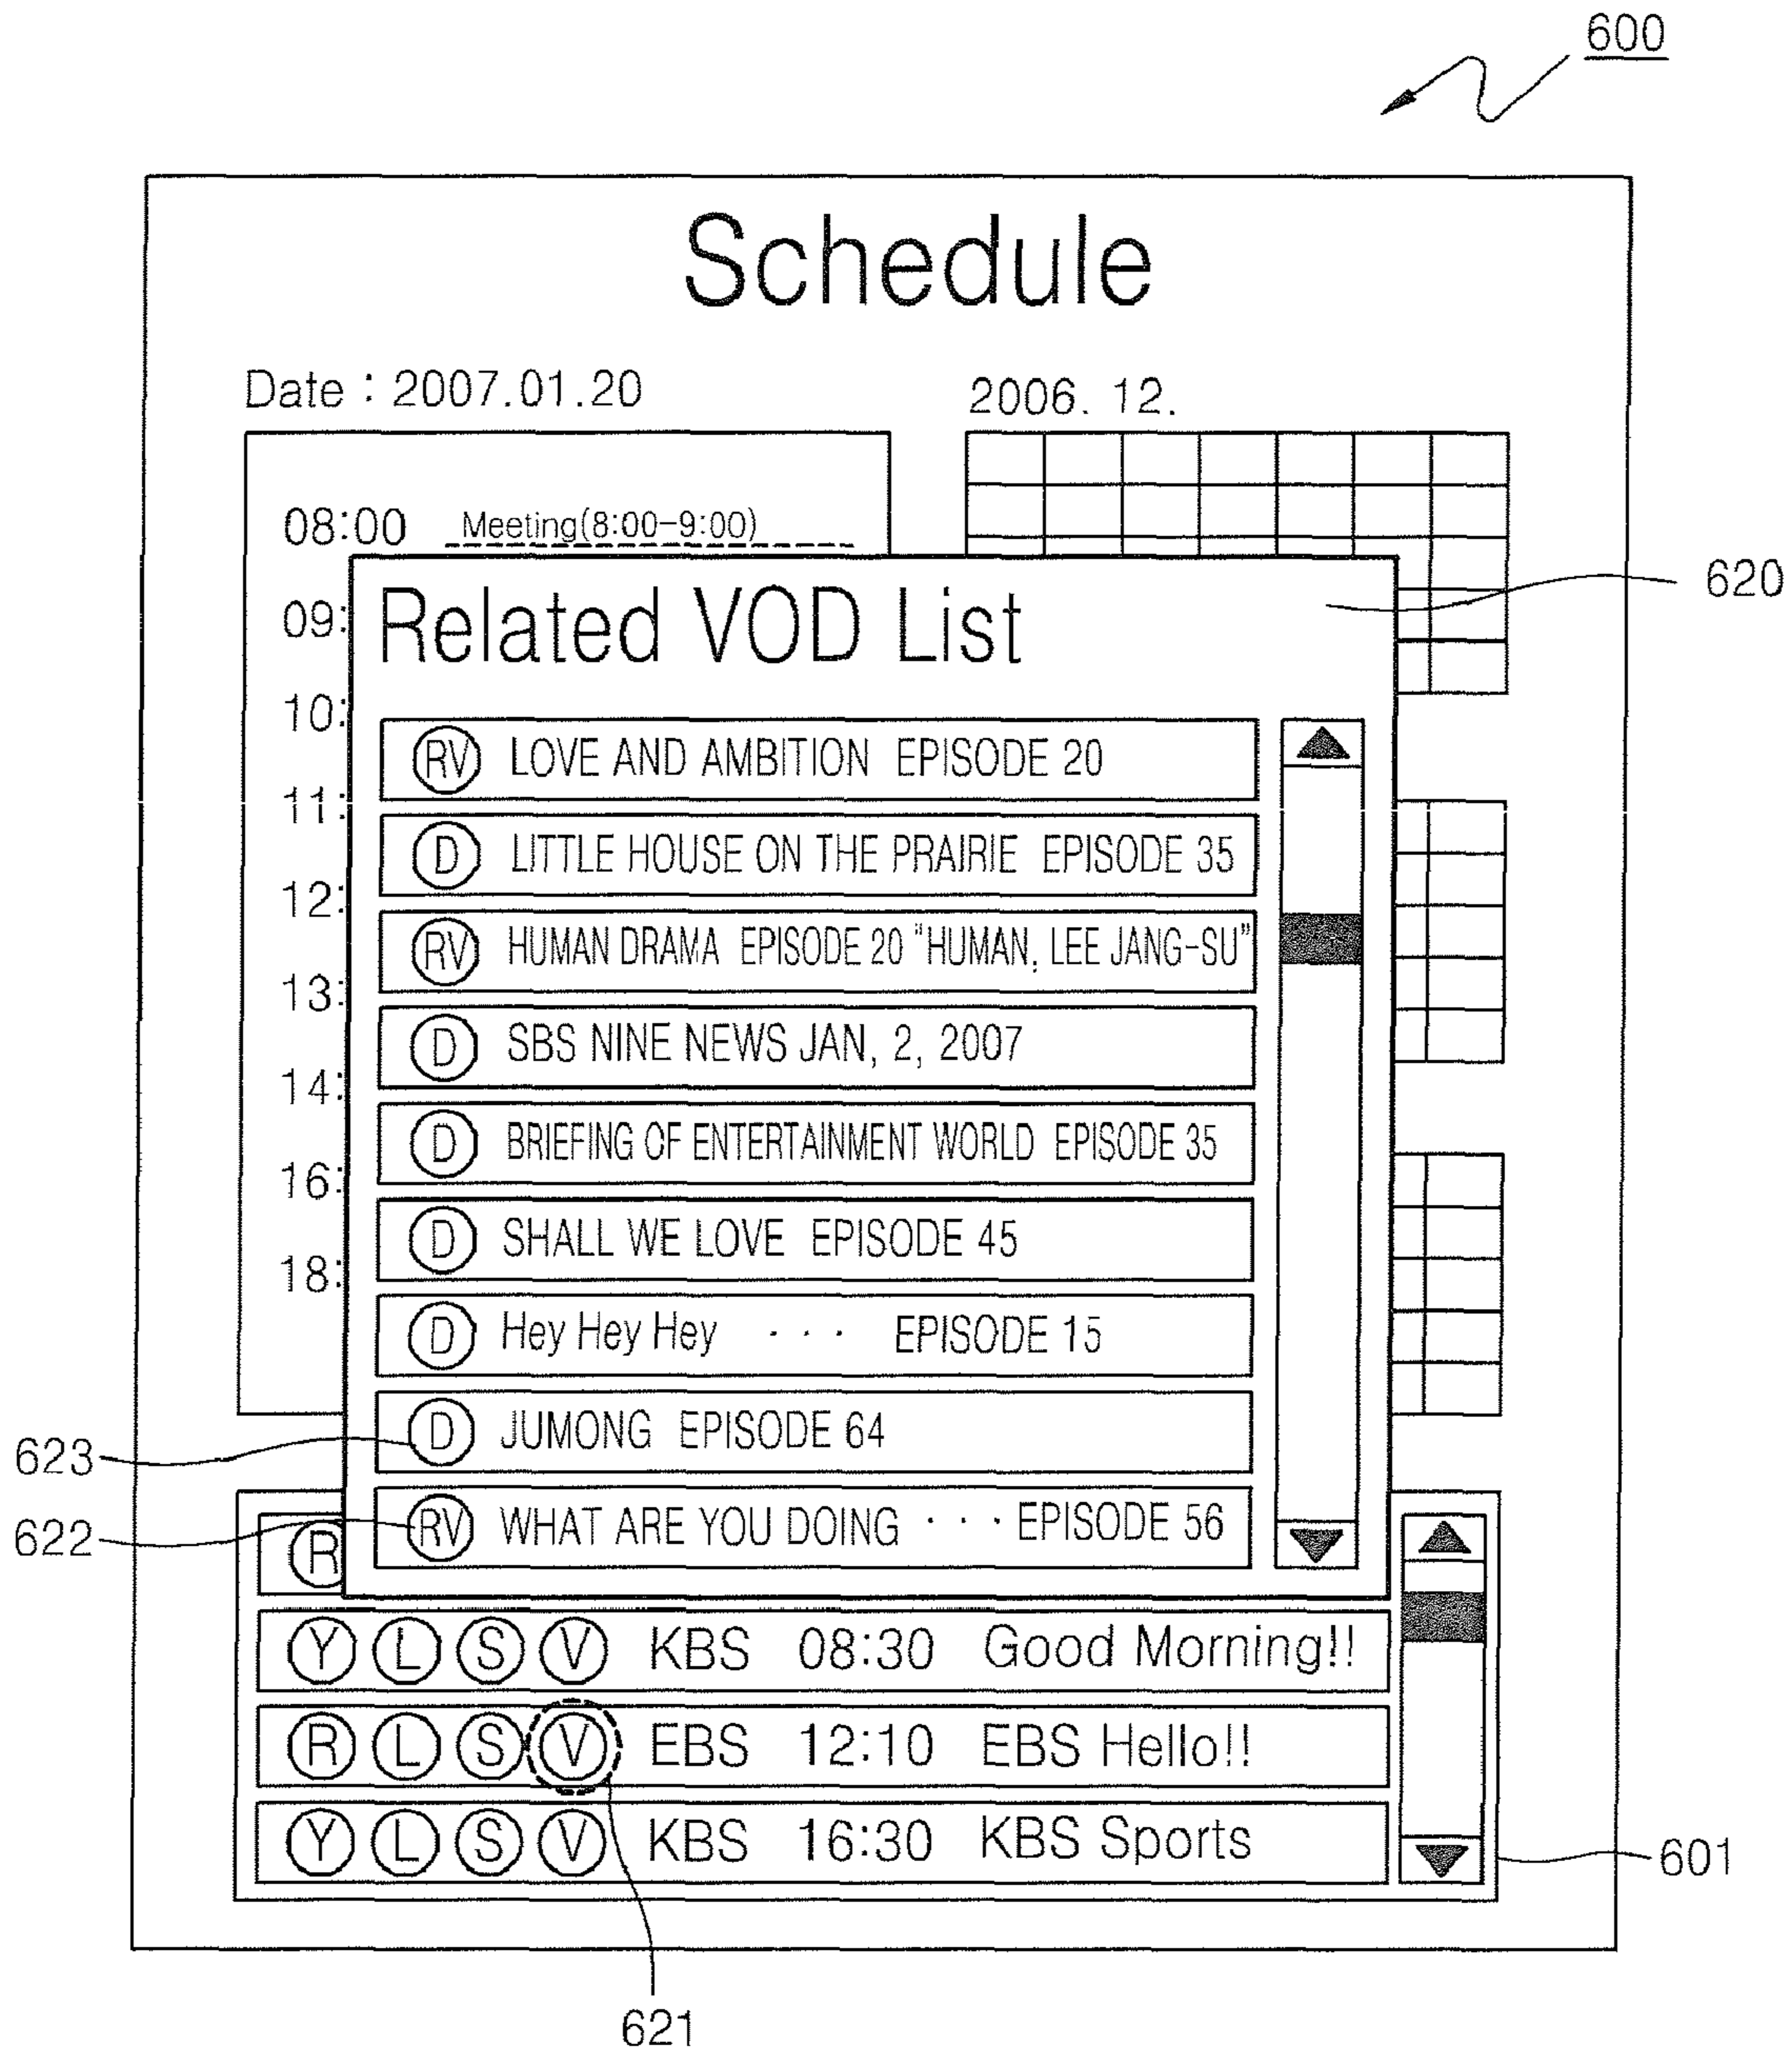 600
Schedule
Date : 2007.01.20
2006. 12.
08:00 Meeting(8:00-9:00)
620
09:
Related VOD List
10:
RV LOVE AND AMBITION EPISODE 20
11:
D LITTLE HOUSE ON THE PRAIRIE EPISODE 35
12:
RV HUMAN DRAMA EPISODE 20 "HUMAN, LEE JANG-SU"
13:
D SBS NINE NEWS JAN, 2, 2007
14:
D BRIEFING OF ENTERTAINMENT WORLD EPISODE 35
16:
D SHALL WE LOVE EPISODE 45
18:
D Hey Hey Hey · · · EPISODE 15
D JUMONG EPISODE 64
623
RV WHAT ARE YOU DOING · · · EPISODE 56
622
R
Y L S V KBS 08:30 Good Morning!!
R L S V EBS 12:10 EBS Hello!!
Y L S V KBS 16:30 KBS Sports
601
621